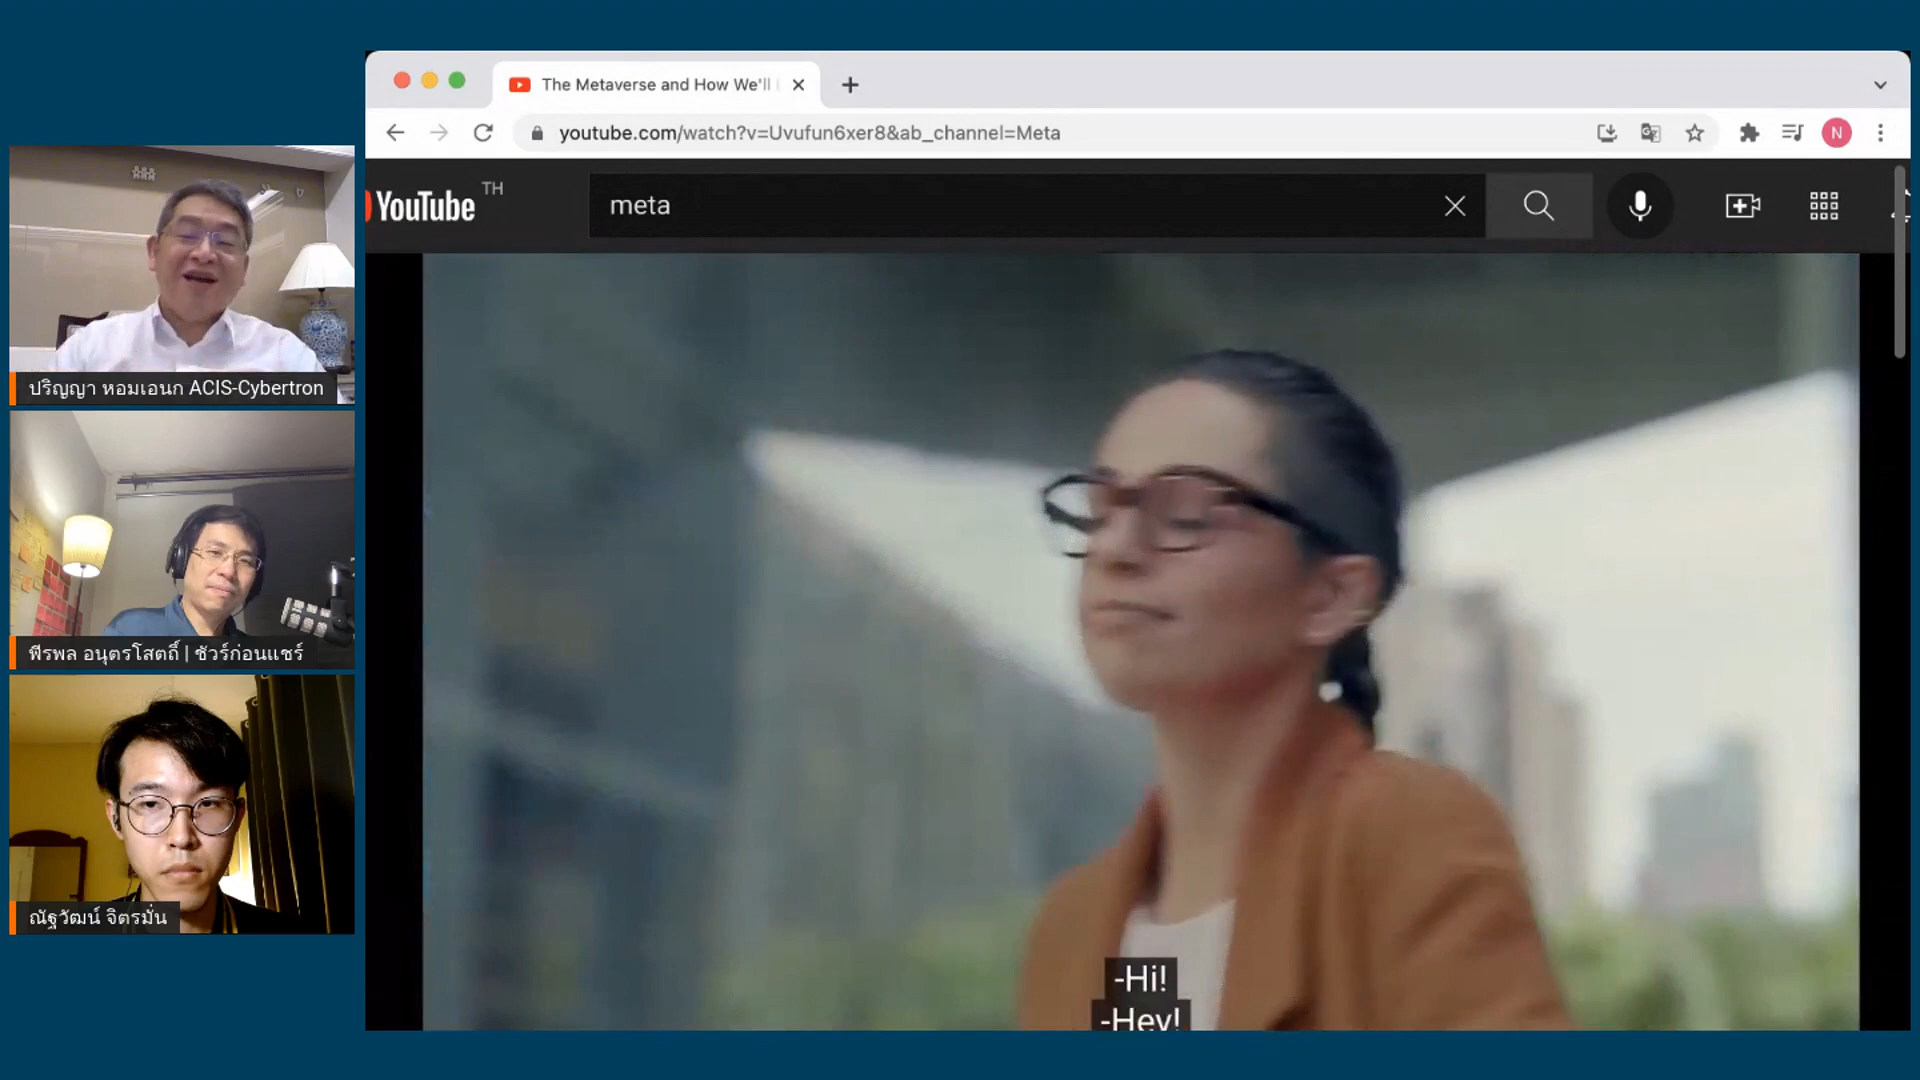 The Metaverse and How We'll
youtube.com/watch?v=Uvufun6xer8&ab_channel=Meta
N
YouTube TH
meta
ปริญญา หอมเอนก ACIS-Cybertron
พีรพล อนุตรโสตถิ์ | ชัวร์ก่อนแชร์
ณัฐวัฒน์ จิตรมั่น
-Hi!
-Hey!